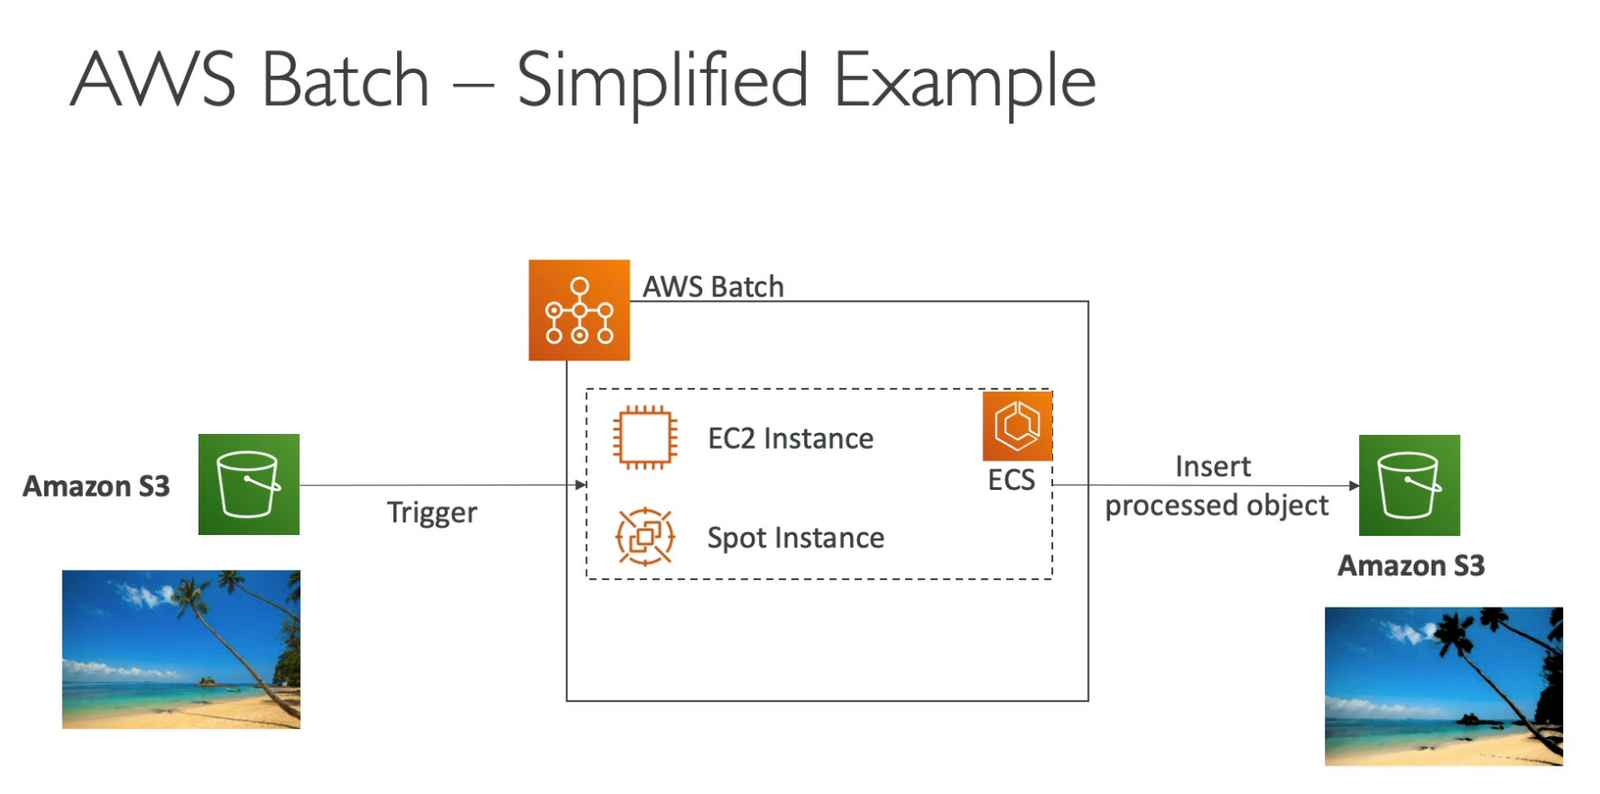 AWS Batch – Simplified Example
AWS Batch
EC2 Instance
ECS
Spot Instance
Amazon S3
Trigger
Insert
processed object
Amazon S3